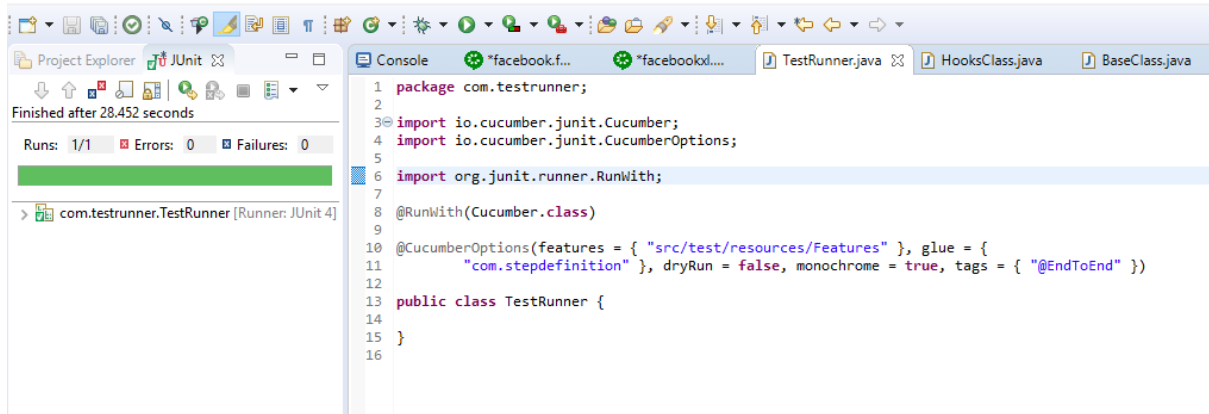 Project Explorer JUnit
Finished after 28.452 seconds
Runs: 1/1 Errors: 0 Failures: 0
com.testrunner.TestRunner [Runner: JUnit 4]
Console *facebook.f... *facebookxl.... TestRunner.java HooksClass.java BaseClass.java
1 package com.testrunner;
2
3 import io.cucumber.junit.Cucumber;
4 import io.cucumber.junit.CucumberOptions;
5
6 import org.junit.runner.RunWith;
7
8 @RunWith(Cucumber.class)
9
10 @CucumberOptions(features = { "src/test/resources/Features" }, glue = {
11 "com.stepdefinition" }, dryRun = false, monochrome = true, tags = { "@EndToEnd" })
12
13 public class TestRunner {
14
15 }
16